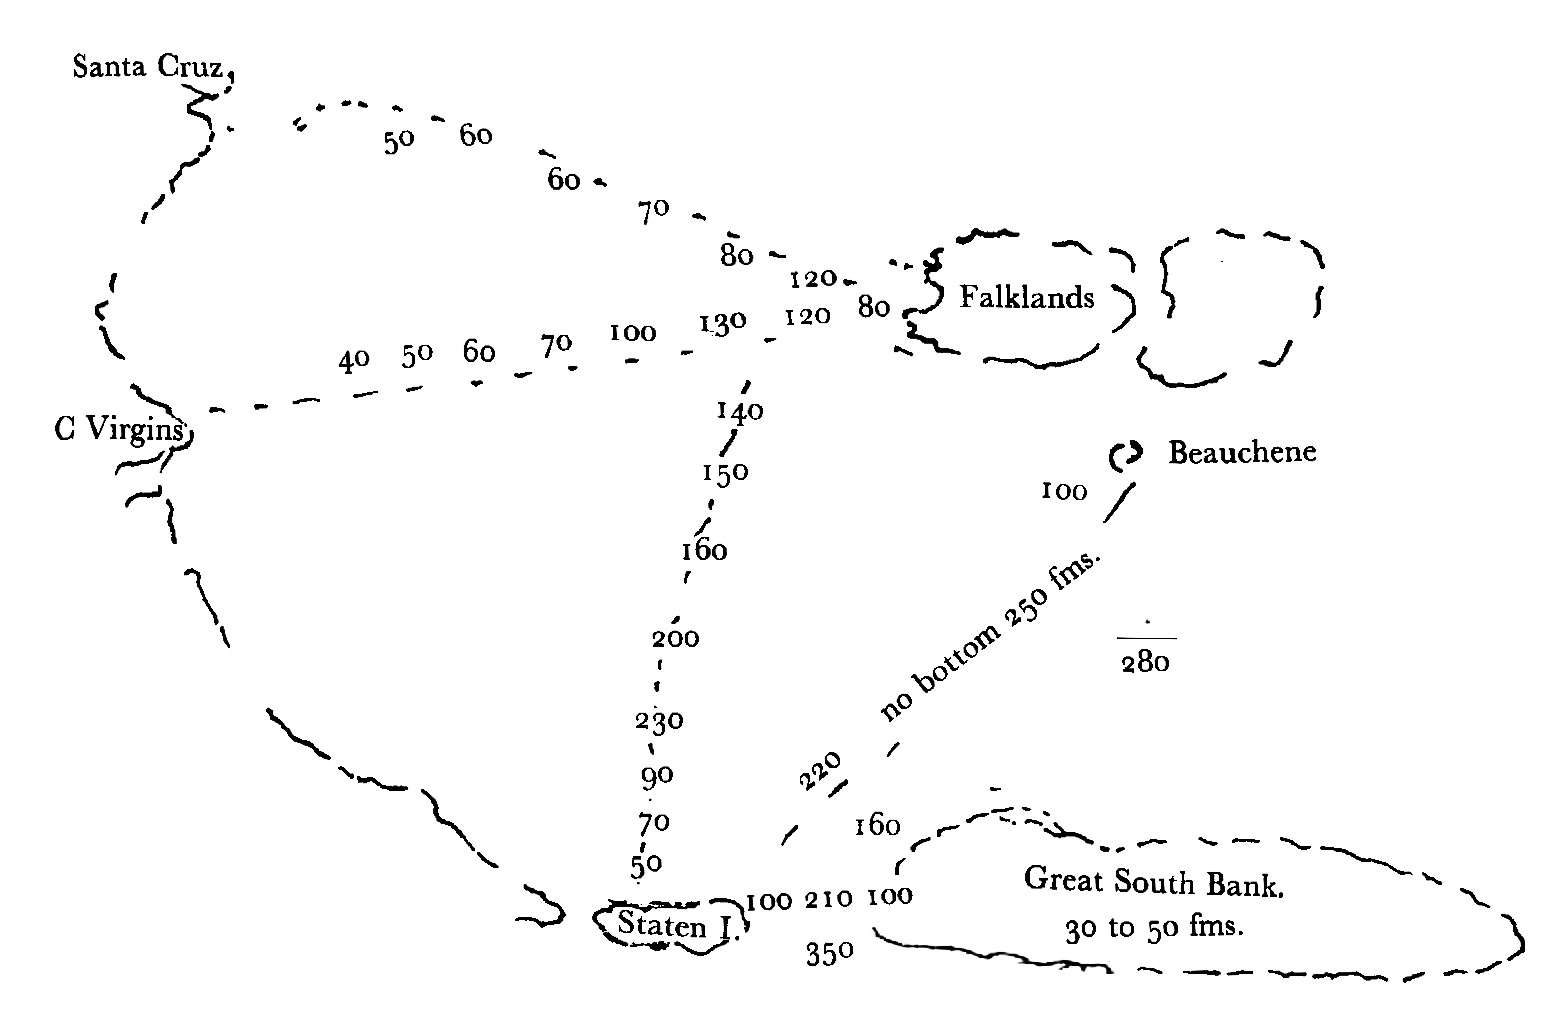 Santa Cruz,
50 60
60
70
80
120
80
Falklands
40 50 60 70 100 130 120
C Virgins
140
150
160
200
230
90
70
50
Beauchene
100
no bottom 250 fms.
280
220
160
Staten I.
100 210 100
350
Great South Bank.
30 to 50 fms.